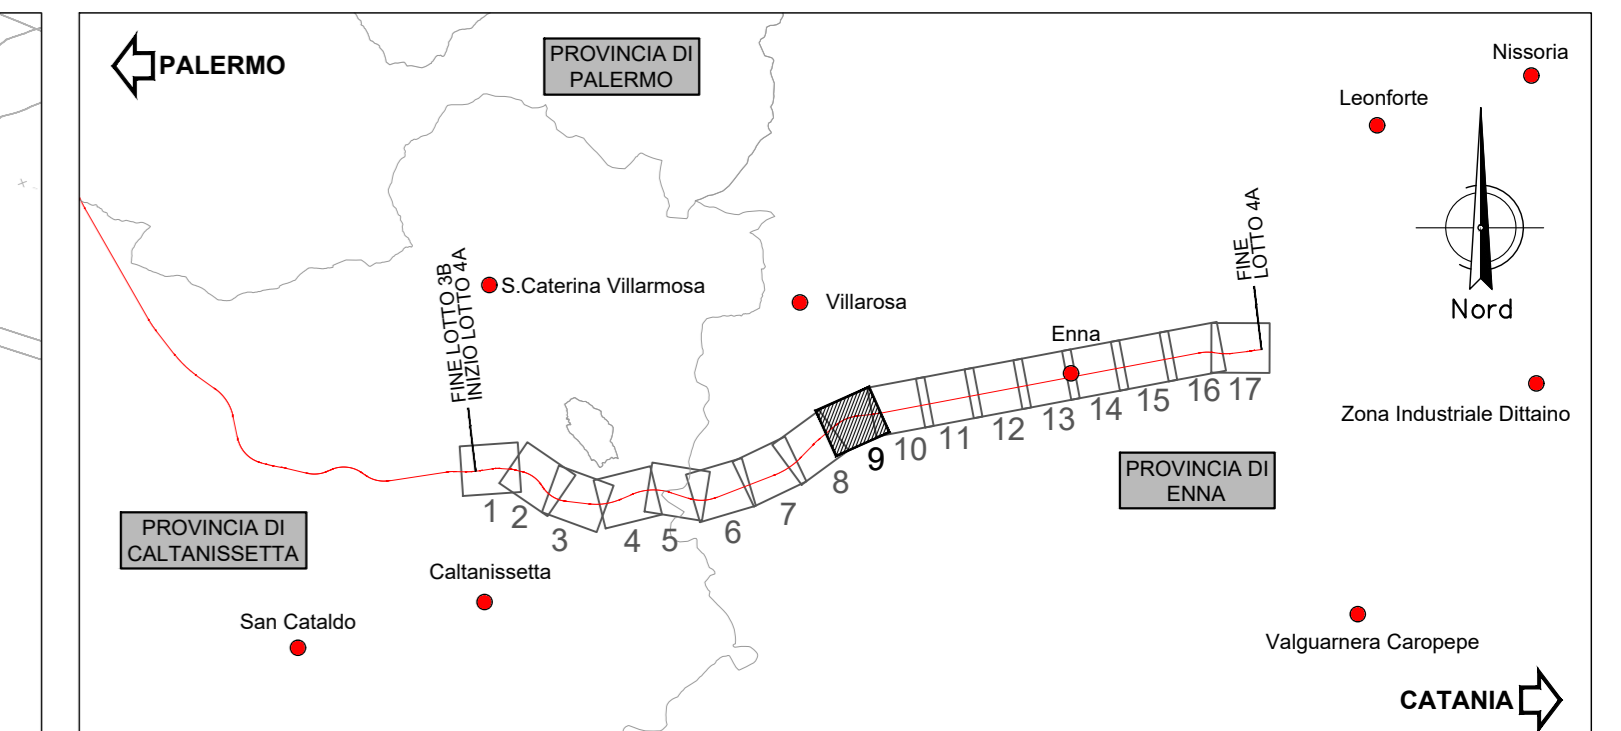 PALERMO
PROVINCIA DI
PALERMO
Nissoria
Leonforte
Nord
FINE LOTTO 3B
INIZIO LOTTO 4A
S.Caterina Villarmosa
Villarosa
Enna
FINE
LOTTO 4A
Zona Industriale Dittaino
1
2
3
4
5
6
7
8
9
10
11
12
13
14
15
16
17
PROVINCIA DI
ENNA
PROVINCIA DI
CALTANISSETTA
Caltanissetta
San Cataldo
Valguarnera Caropepe
CATANIA